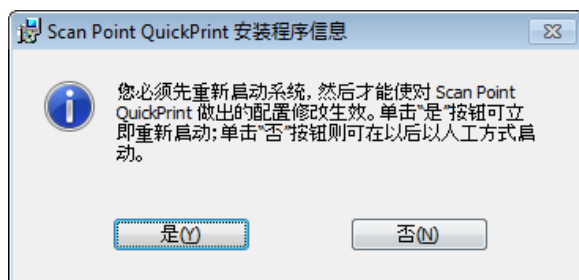 Scan Point QuickPrint 安装程序信息
您必须先重新启动系统，然后才能使对 Scan Point
QuickPrint 做出的配置修改生效。单击"是"按钮可立
即重新启动；单击"否"按钮则可在以后以人工方式启
动。
是(Y)
否(N)